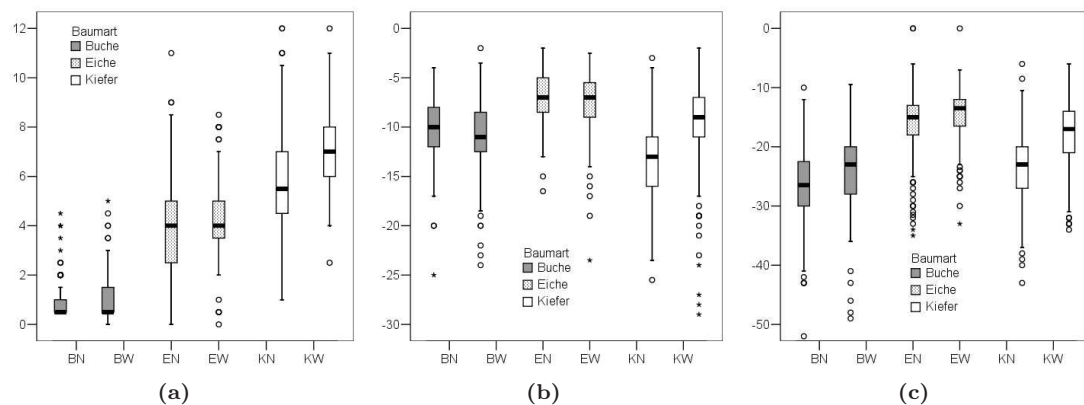 12
10
8
6
4
2
0
Baumart
Buche
Eiche
Kiefer
BN BW EN EW KN KW
(a)
0
-5
-10
-15
-20
-25
-30
Baumart
Buche
Eiche
Kiefer
BN BW EN EW KN KW
(b)
0
-10
-20
-30
-40
-50
Baumart
Buche
Eiche
Kiefer
BN BW EN EW KN KW
(c)